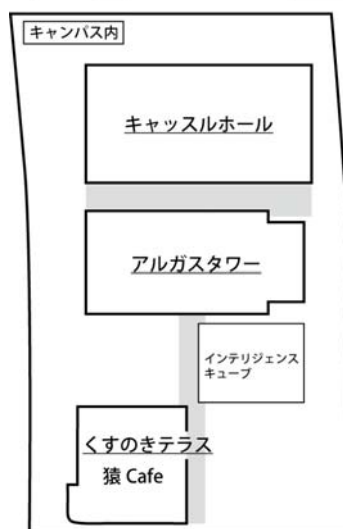 キャンパス内
キャッスルホール
アルガスタワー
インテリジェンス
キューブ
くすのきテラス
猿 Cafe